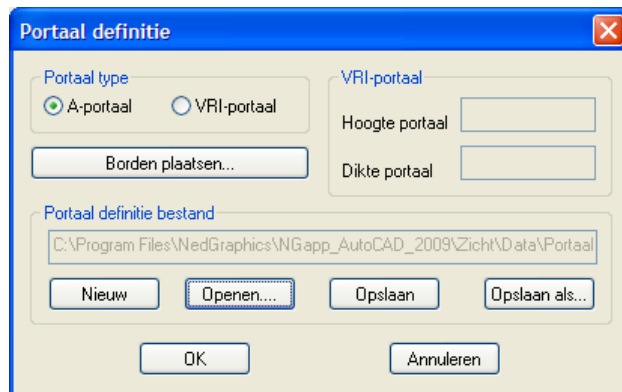 Portaal definitie
Portaal type
A-portaal VRI-portaal
Borden plaatsen...
VRI-portaal
Hoogte portaal
Dikte portaal
Portaal definitie bestand
C:\Program Files\NedGraphics\NGapp_AutoCAD_2009\Zicht\Data\Portaal
Nieuw Openen.... Opslaan Opslaan als...
OK Annuleren